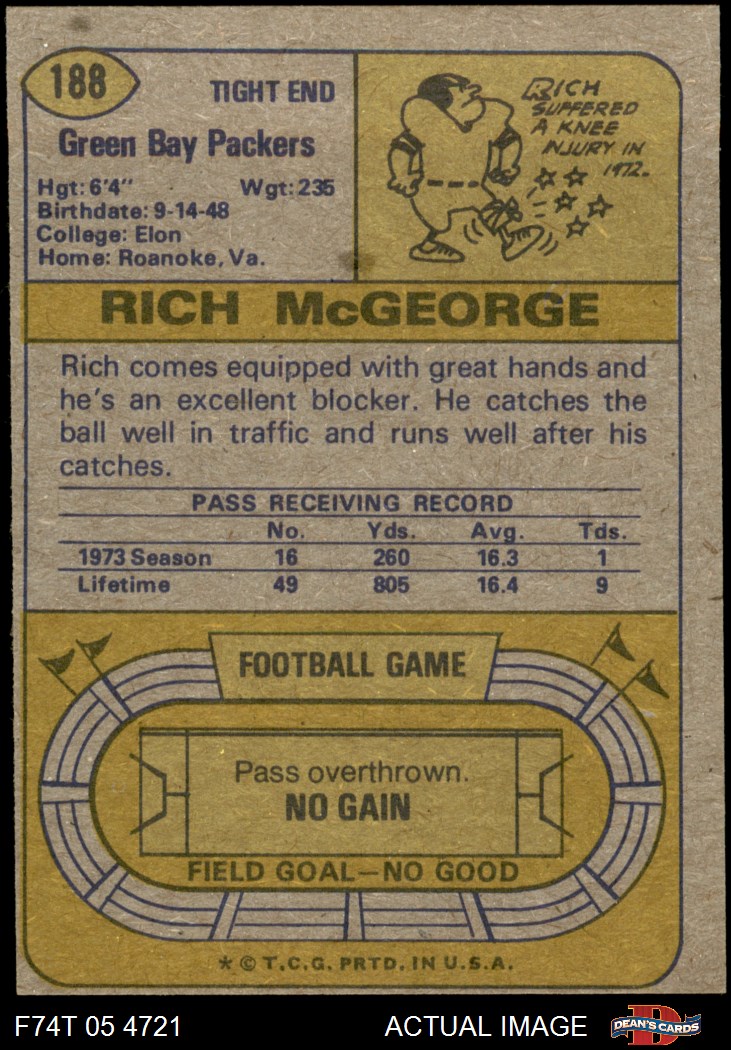 188
TIGHT END
Green Bay Packers
Hgt: 6'4" Wgt: 235
Birthdate: 9-14-48
College: Elon
Home: Roanoke, Va.
RICH
SUFFERED
A KNEE
INJURY IN
1972.
RICH McGEORGE
Rich comes equipped with great hands and
he's an excellent blocker. He catches the
ball well in traffic and runs well after his
catches.
PASS RECEIVING RECORD
No. Yds. Avg. Tds.
1973 Season 16 260 16.3 1
Lifetime 49 805 16.4 9
FOOTBALL GAME
Pass overthrown.
NO GAIN
FIELD GOAL—NO GOOD
* © T.C.G. PRTD. IN U.S.A.
F74T 05 4721 ACTUAL IMAGE
D
DEAN'S CARDS